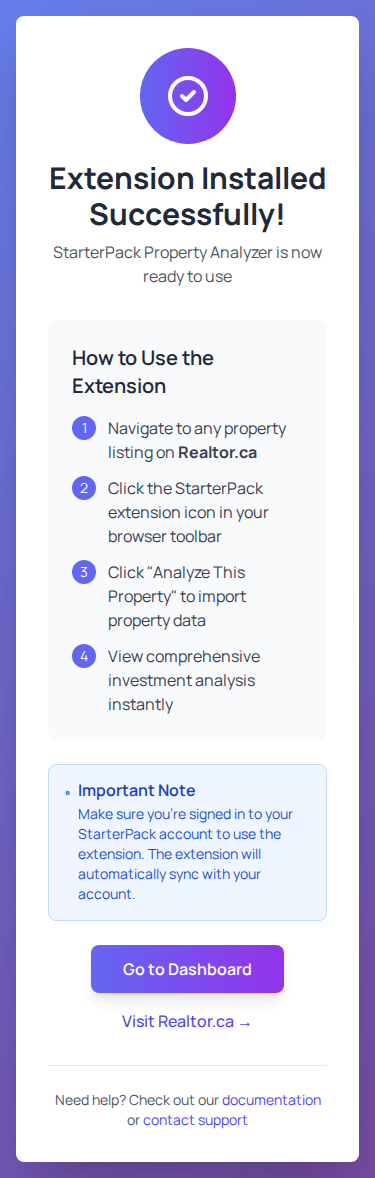 Extension Installed
Successfully!
StarterPack Property Analyzer is now
ready to use
How to Use the
Extension
1 Navigate to any property
listing on Realtor.ca
2 Click the StarterPack
extension icon in your
browser toolbar
3 Click "Analyze This
Property" to import
property data
4 View comprehensive
investment analysis
instantly
Important Note
Make sure you're signed in to your
StarterPack account to use the
extension. The extension will
automatically sync with your
account.
Go to Dashboard
Visit Realtor.ca →
Need help? Check out our documentation
or contact support